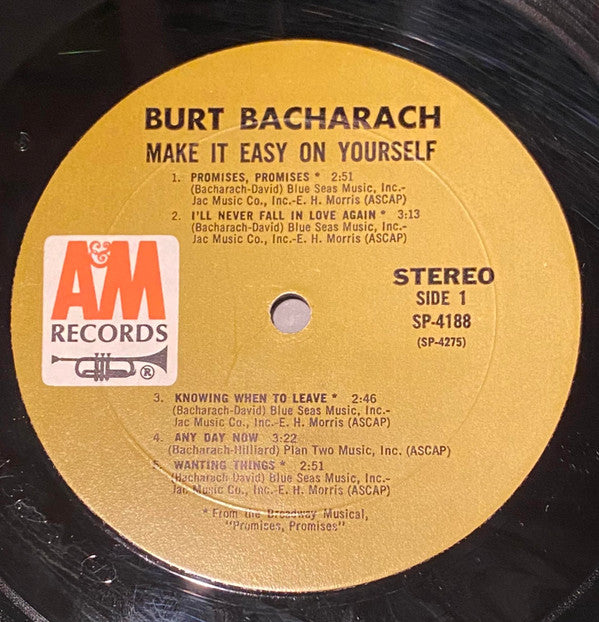 BURT BACHARACH
MAKE IT EASY ON YOURSELF
1. PROMISES, PROMISES * 2:51
(Bacharach-David) Blue Seas Music, Inc.-
Jac Music Co., Inc.-E. H. Morris (ASCAP)
2. I'LL NEVER FALL IN LOVE AGAIN * 3:13
(Bacharach-David) Blue Seas Music, Inc.-
Jac Music Co., Inc.-E. H. Morris (ASCAP)
A&M
RECORDS
®
STEREO
SIDE 1
SP-4188
(SP-4275)
3. KNOWING WHEN TO LEAVE * 2:46
(Bacharach-David) Blue Seas Music, Inc.-
Jac Music Co., Inc.-E. H. Morris (ASCAP)
4. ANY DAY NOW 3:22
(Bacharach-Hilliard) Plan Two Music, Inc. (ASCAP)
5. WANTING THINGS * 2:51
(Bacharach-David) Blue Seas Music, Inc.-
Jac Music Co., Inc.-E. H. Morris (ASCAP)
* From the Broadway Musical,
"Promises, Promises"